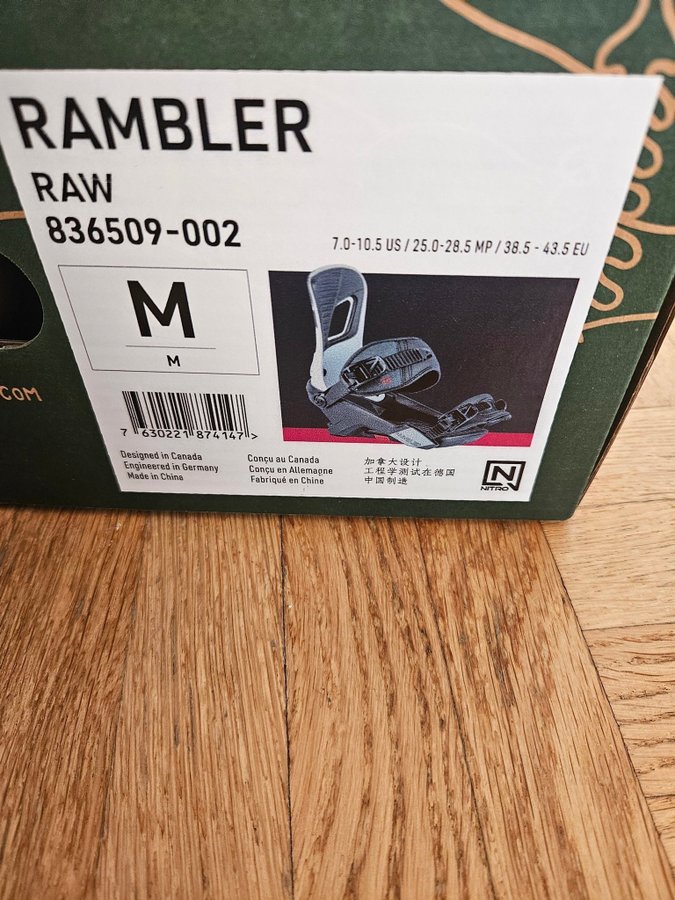 RAMBLER
RAW
836509-002
7.0-10.5 US / 25.0-28.5 MP / 38.5 - 43.5 EU
M
M
.COM
7 630221 874147 >
Designed in Canada
Engineered in Germany
Made in China
Conçu au Canada
Conçu en Allemagne
Fabriqué en Chine
加拿大设计
工程学测试在德国
中国制造
N
NITRO